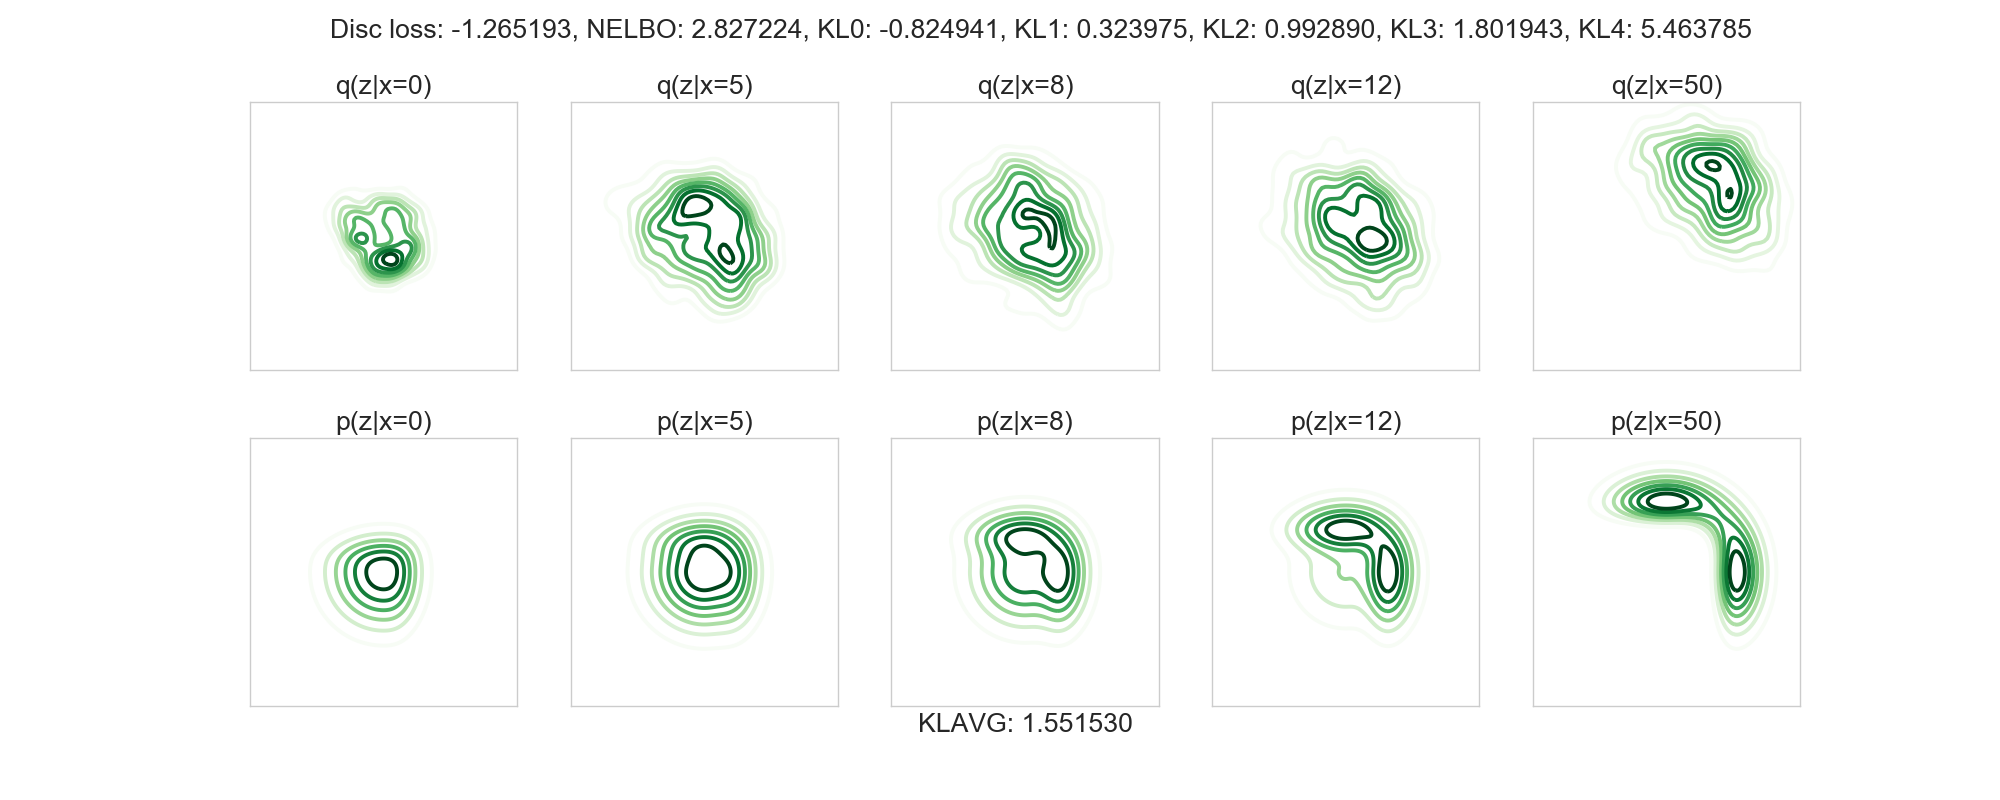 Disc loss: -1.265193, NELBO: 2.827224, KL0: -0.824941, KL1: 0.323975, KL2: 0.992890, KL3: 1.801943, KL4: 5.463785
q(z|x=0) q(z|x=5) q(z|x=8) q(z|x=12) q(z|x=50)
p(z|x=0) p(z|x=5) p(z|x=8) p(z|x=12) p(z|x=50)
KLAVG: 1.551530